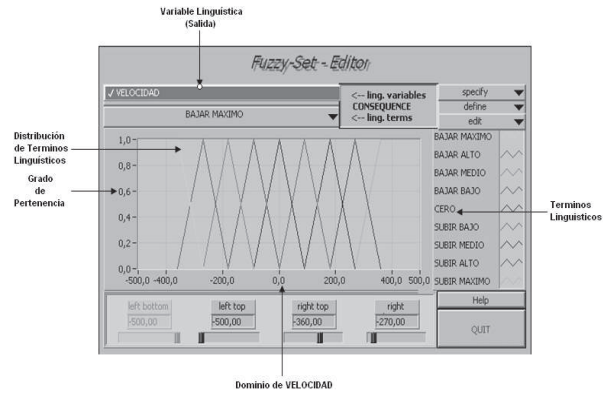 Variable Linguística
(Salida)
Fuzzy-Set - Editor
✓ VELOCIDAD
BAJAR MAXIMO
<-- ling. variables
CONSEQUENCE
<-- ling. terms
specify
define
edit
Distribución
de Terminos
Linguísticos
Grado
de
Pertenencia
1,0
0,8
0,6
0,4
0,2
0,0
-500,0 -400,0 -200,0 0,0 200,0 400,0 500,0
BAJAR MAXIMO
BAJAR ALTO
BAJAR MEDIO
BAJAR BAJO
CERO
SUBIR BAJO
SUBIR MEDIO
SUBIR ALTO
SUBIR MAXIMO
Terminos
Linguísticos
left bottom
-500,00
left top
-500,00
right top
-360,00
right
-270,00
Help
QUIT
Dominio de VELOCIDAD